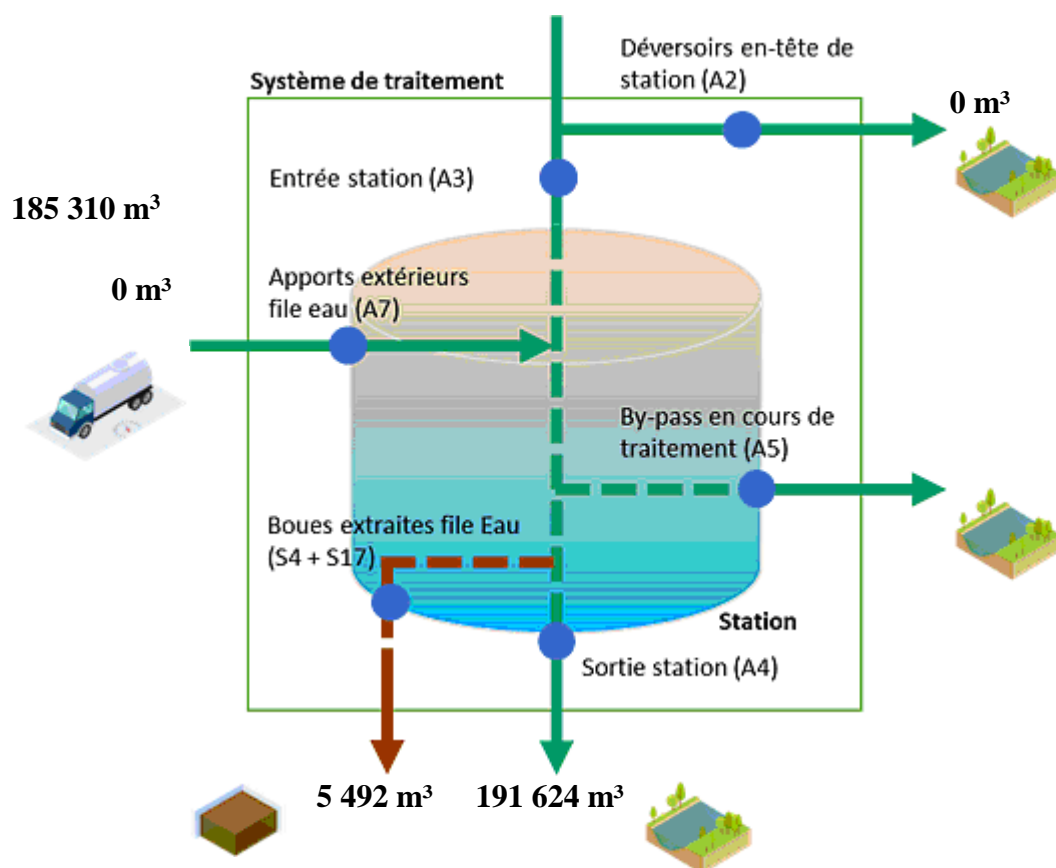 Déversoirs en-tête de
station (A2)
Système de traitement
0 m³
Entrée station (A3)
185 310 m³
Apports extérieurs
file eau (A7)
0 m³
By-pass en cours de
traitement (A5)
Boues extraites file Eau
(S4 + S17)
Station
Sortie station (A4)
5 492 m³
191 624 m³